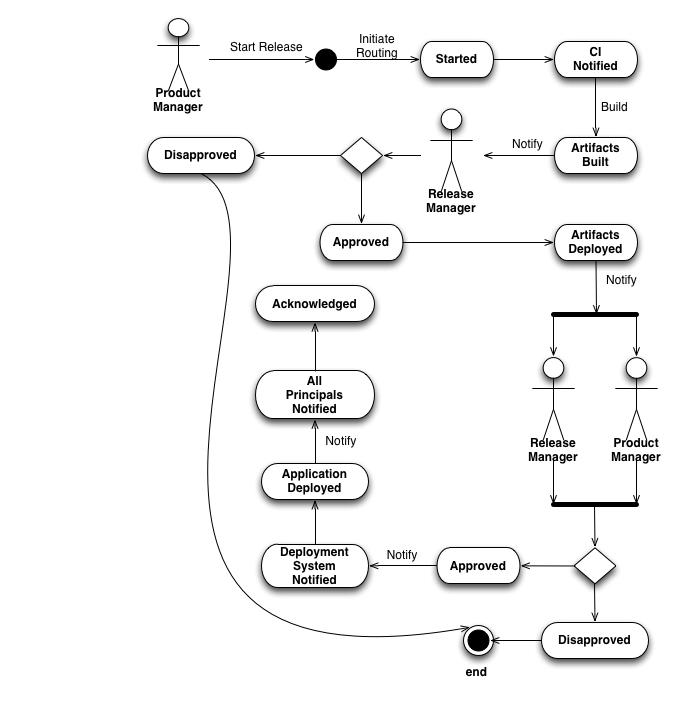 Start Release
Initiate
Routing
Started
CI
Notified
Product
Manager
Build
Disapproved
Notify
Artifacts
Built
Release
Manager
Approved
Artifacts
Deployed
Notify
Acknowledged
All
Principals
Notified
Notify
Release
Manager
Product
Manager
Application
Deployed
Deployment
System
Notified
Notify
Approved
Disapproved
end